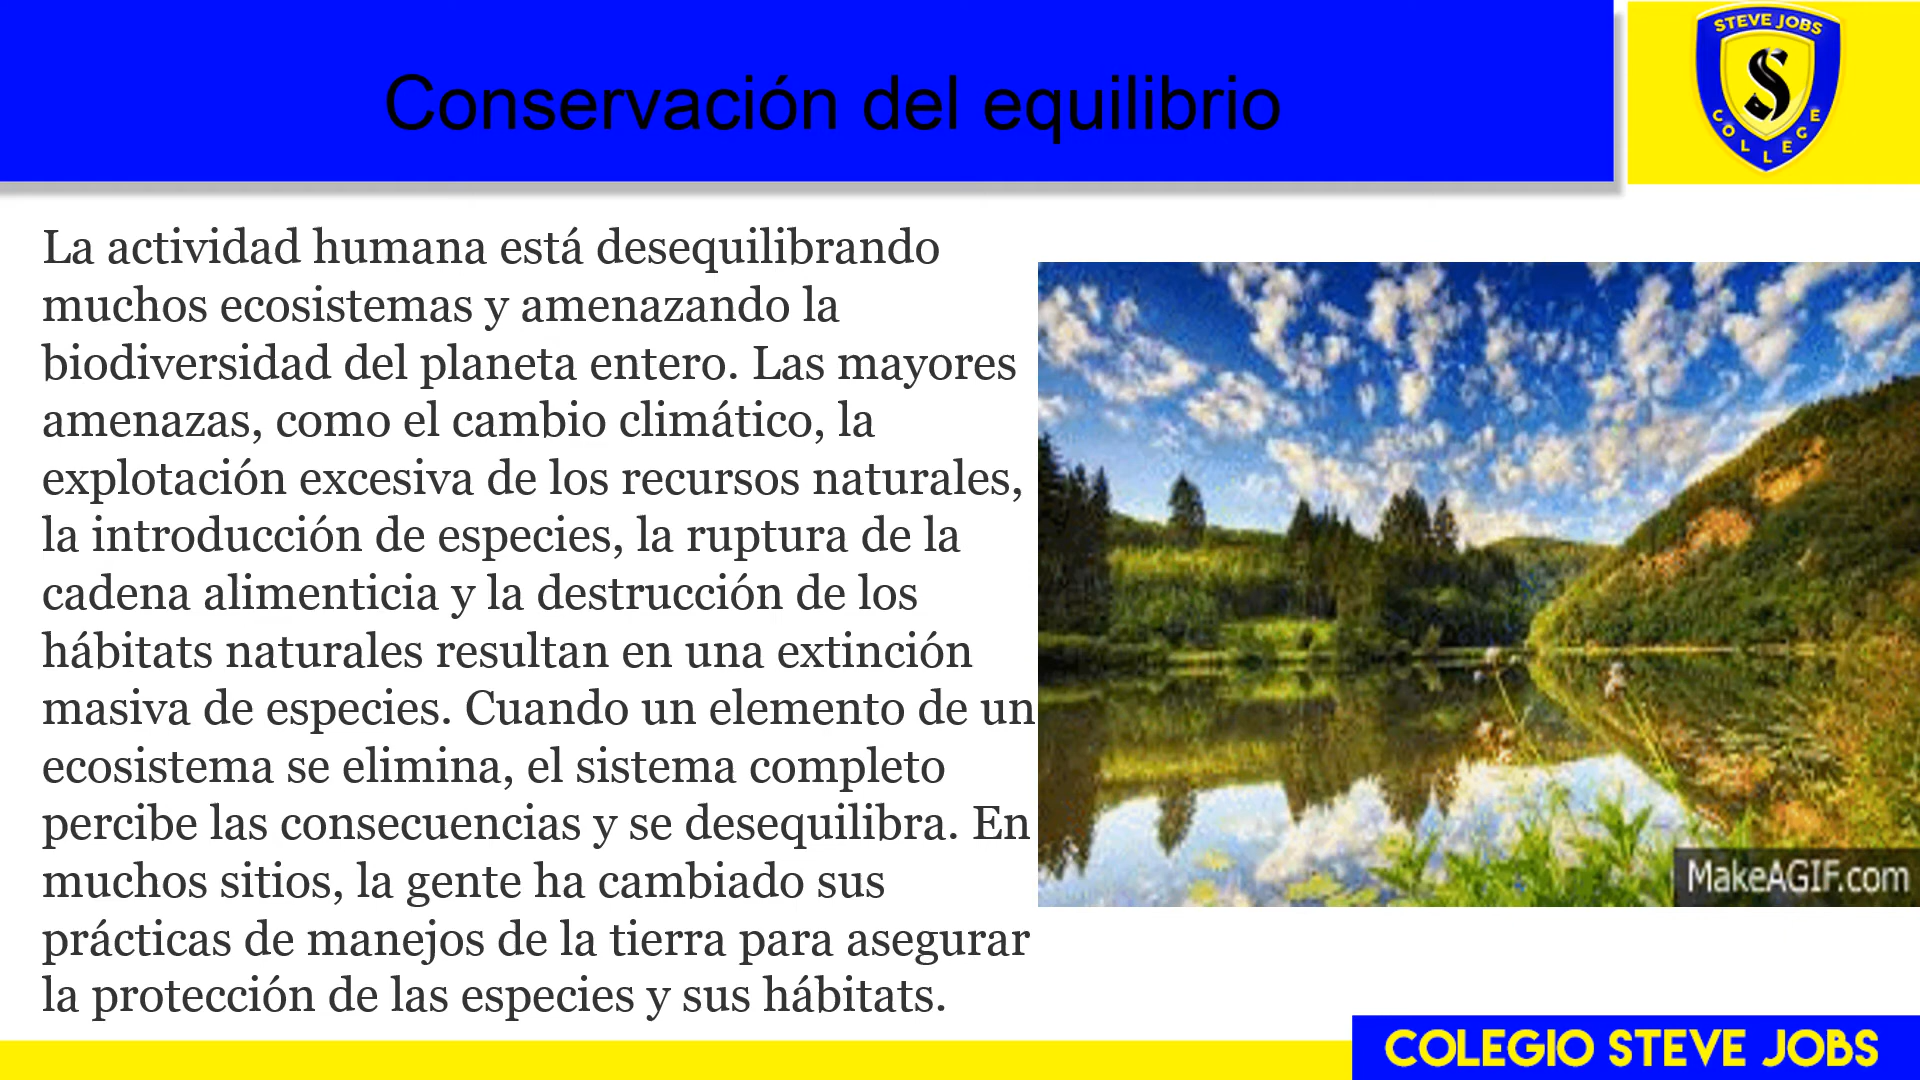 Conservación del equilibrio
STEVE JOBS
S
COLLEGE
La actividad humana está desequilibrando
muchos ecosistemas y amenazando la
biodiversidad del planeta entero. Las mayores
amenazas, como el cambio climático, la
explotación excesiva de los recursos naturales,
la introducción de especies, la ruptura de la
cadena alimenticia y la destrucción de los
hábitats naturales resultan en una extinción
masiva de especies. Cuando un elemento de un
ecosistema se elimina, el sistema completo
percibe las consecuencias y se desequilibra. En
muchos sitios, la gente ha cambiado sus
prácticas de manejos de la tierra para asegurar
la protección de las especies y sus hábitats.
MakeAGIF.com
COLEGIO STEVE JOBS